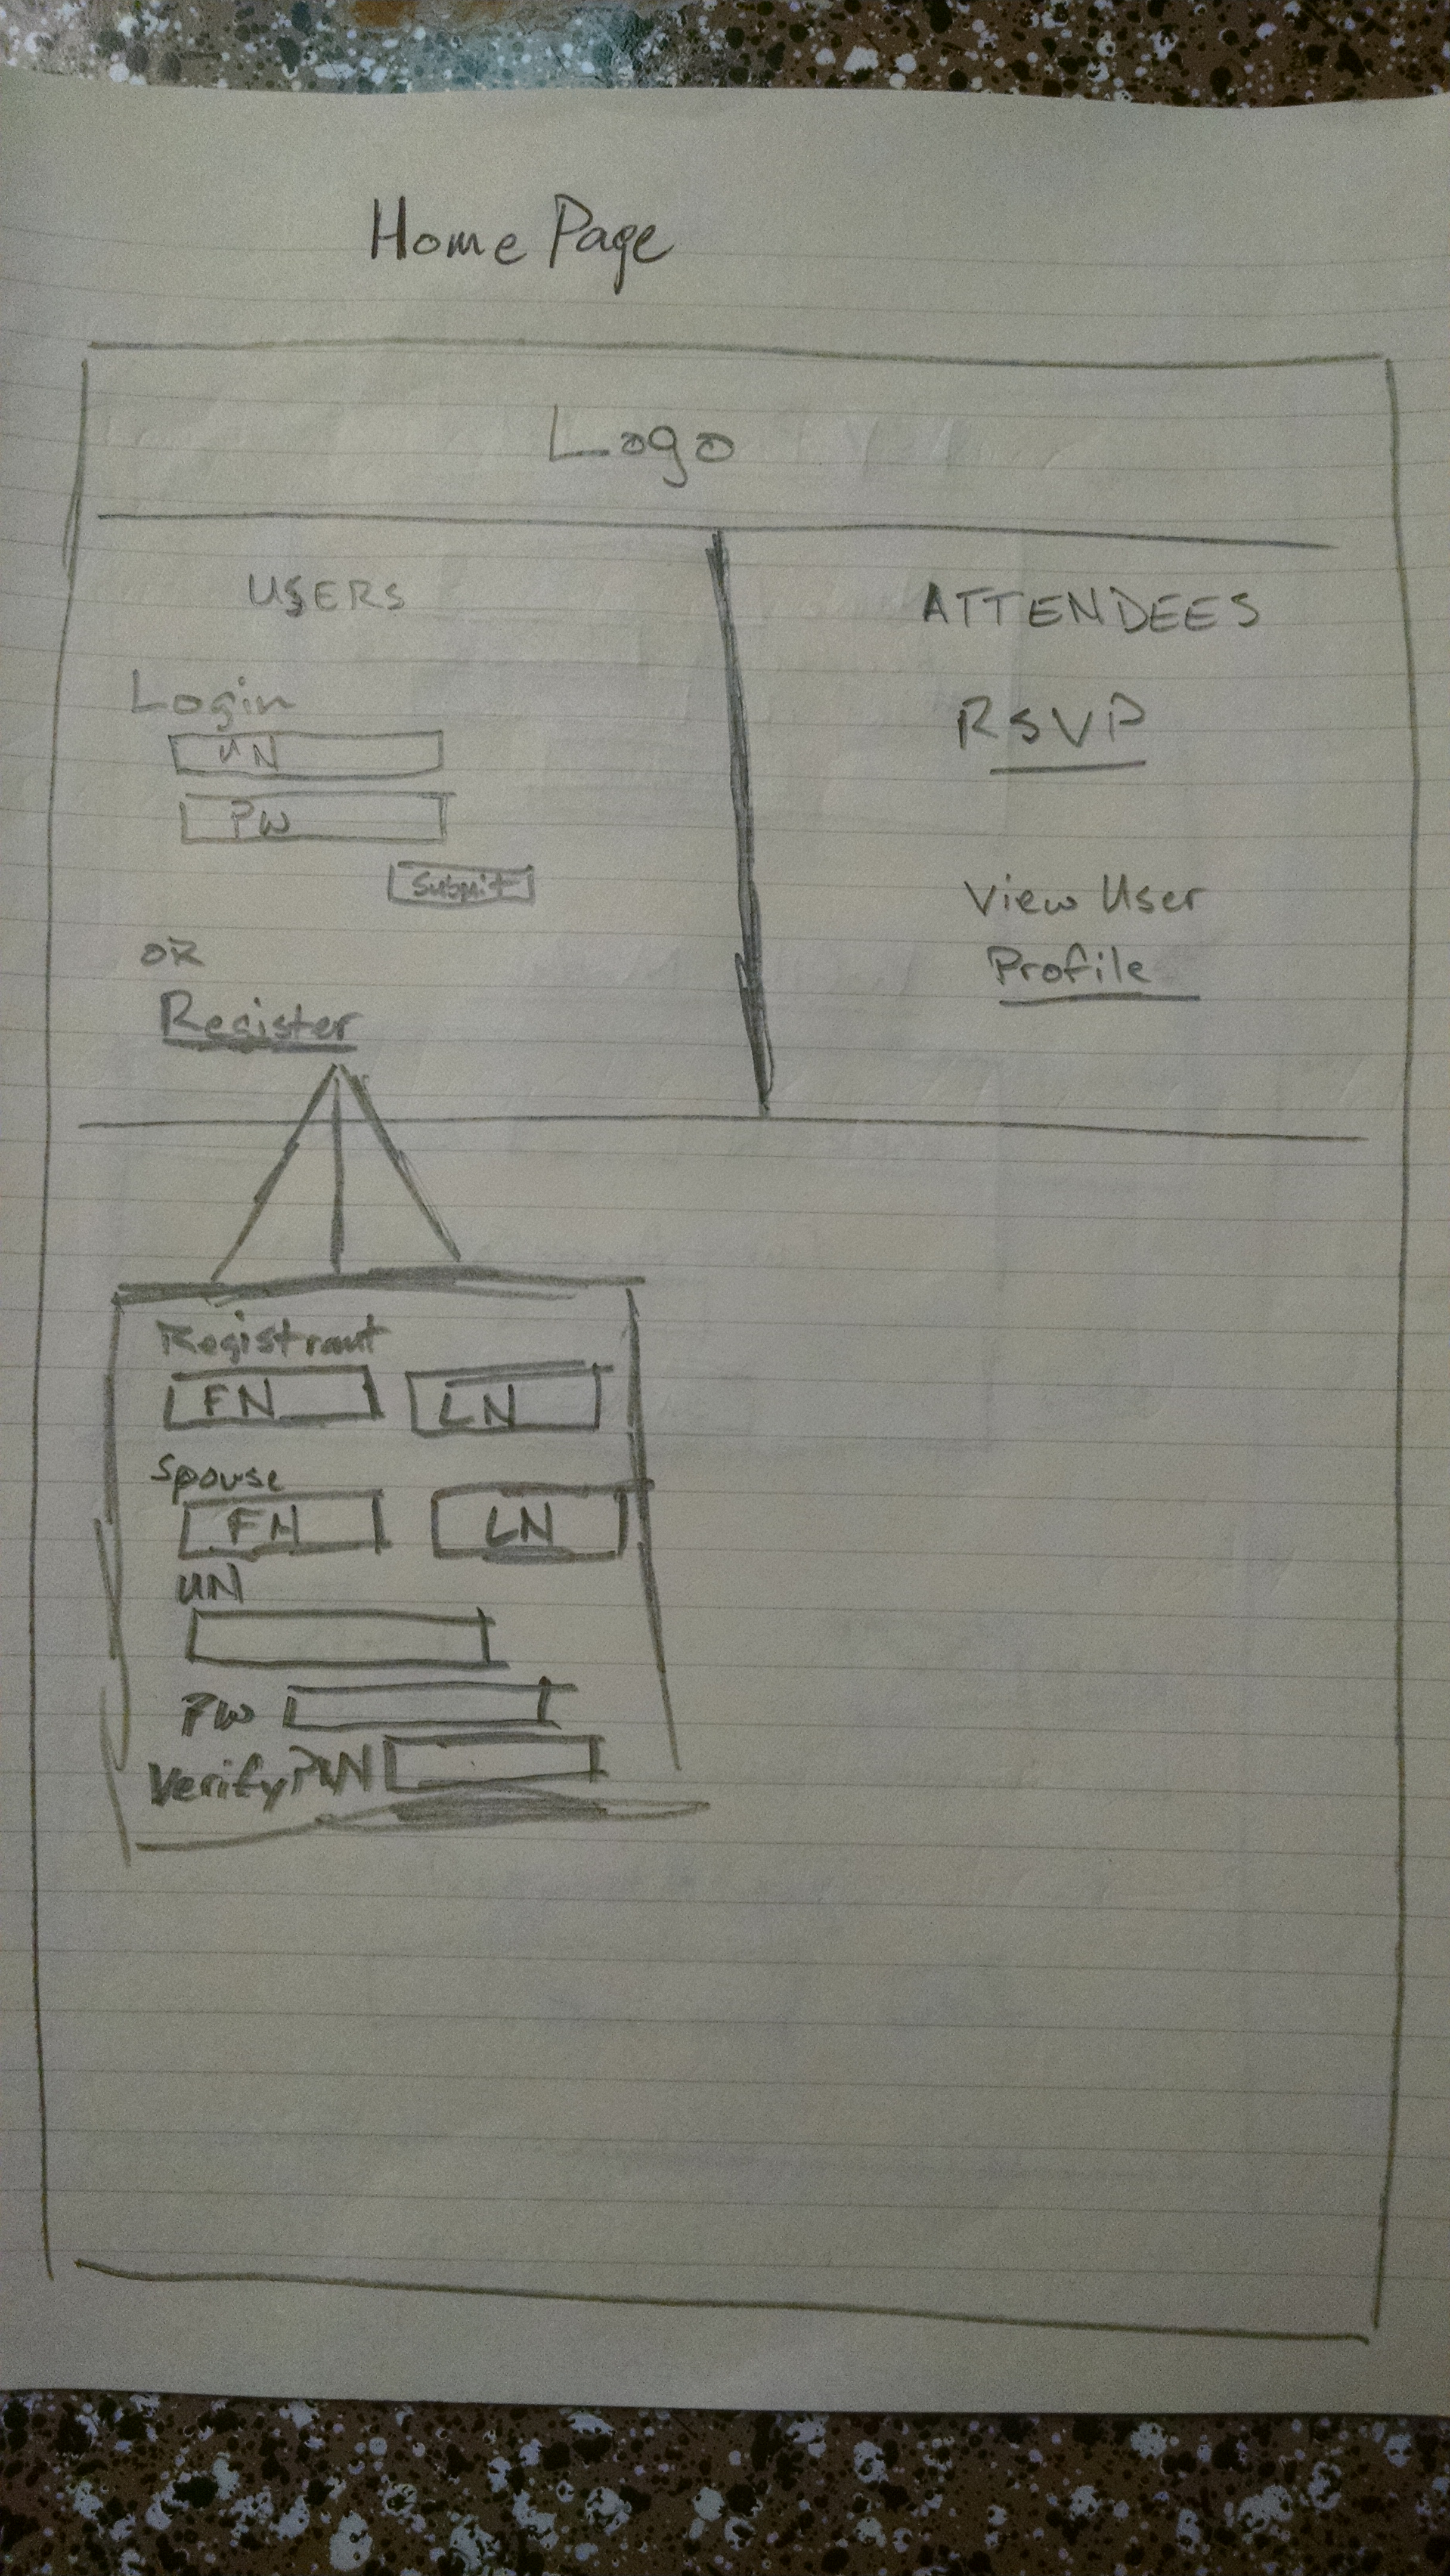 Home Page
Logo
USERS
Login
UN
PW
Submit
OR
Register
ATTENDEES
RSVP
View User
Profile
Registrant
FN LN
Spouse
FN LN
UN
PW
Verify PW